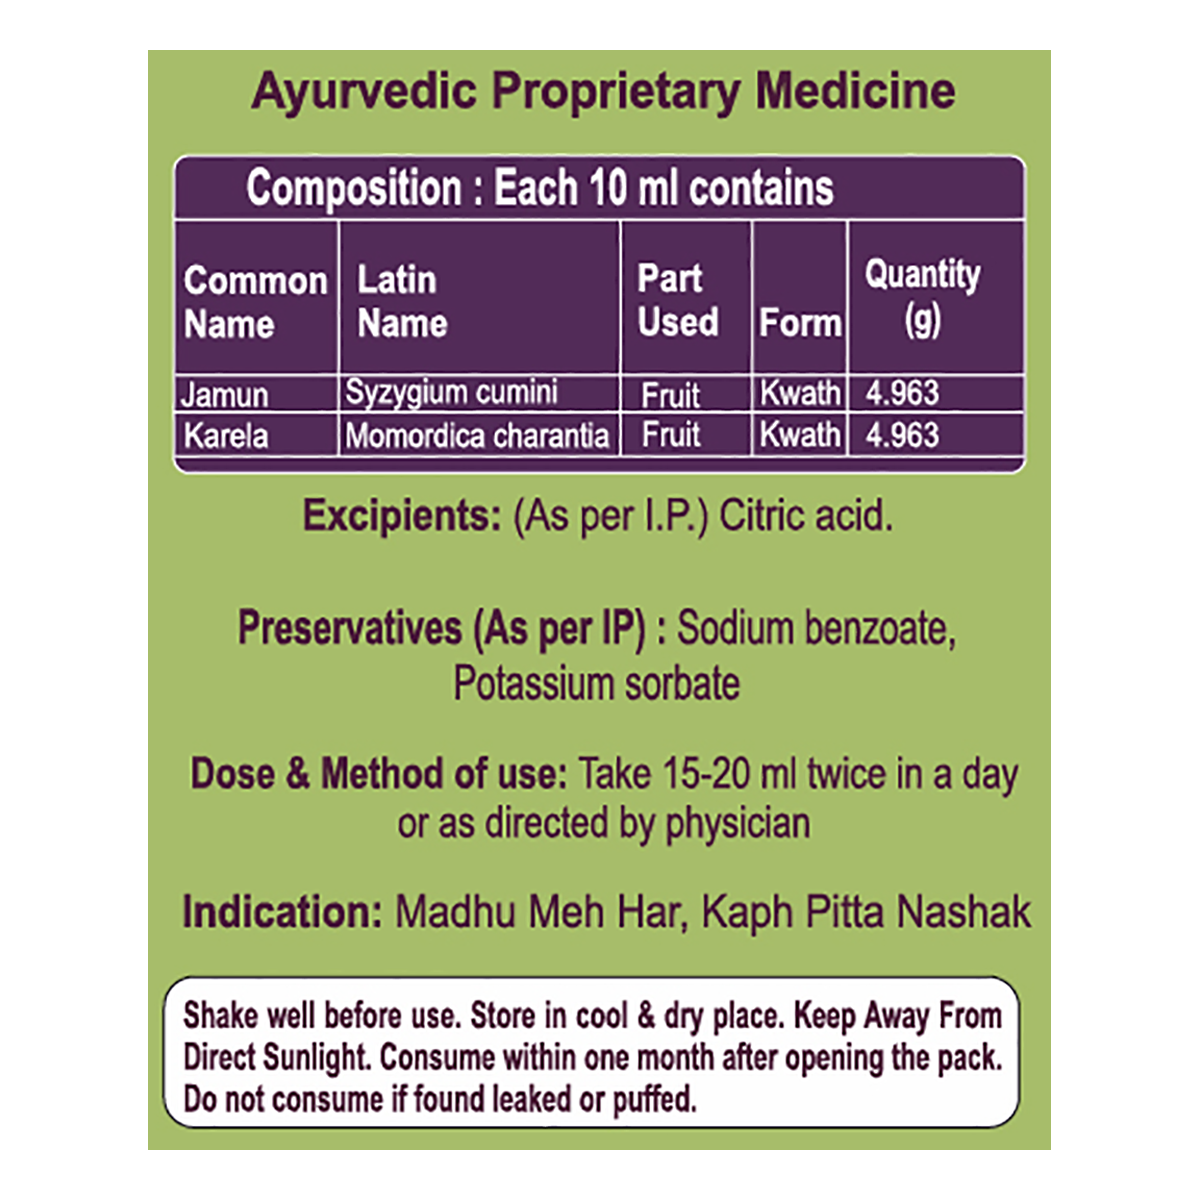 Ayurvedic Proprietary Medicine
Composition : Each 10 ml contains
Common Name Latin Name Part Used Form Quantity (g)
Jamun Syzygium cumini Fruit Kwath 4.963
Karela Momordica charantia Fruit Kwath 4.963
Excipients: (As per I.P.) Citric acid.
Preservatives (As per IP) : Sodium benzoate,
Potassium sorbate
Dose & Method of use: Take 15-20 ml twice in a day
or as directed by physician
Indication: Madhu Meh Har, Kaph Pitta Nashak
Shake well before use. Store in cool & dry place. Keep Away From
Direct Sunlight. Consume within one month after opening the pack.
Do not consume if found leaked or puffed.